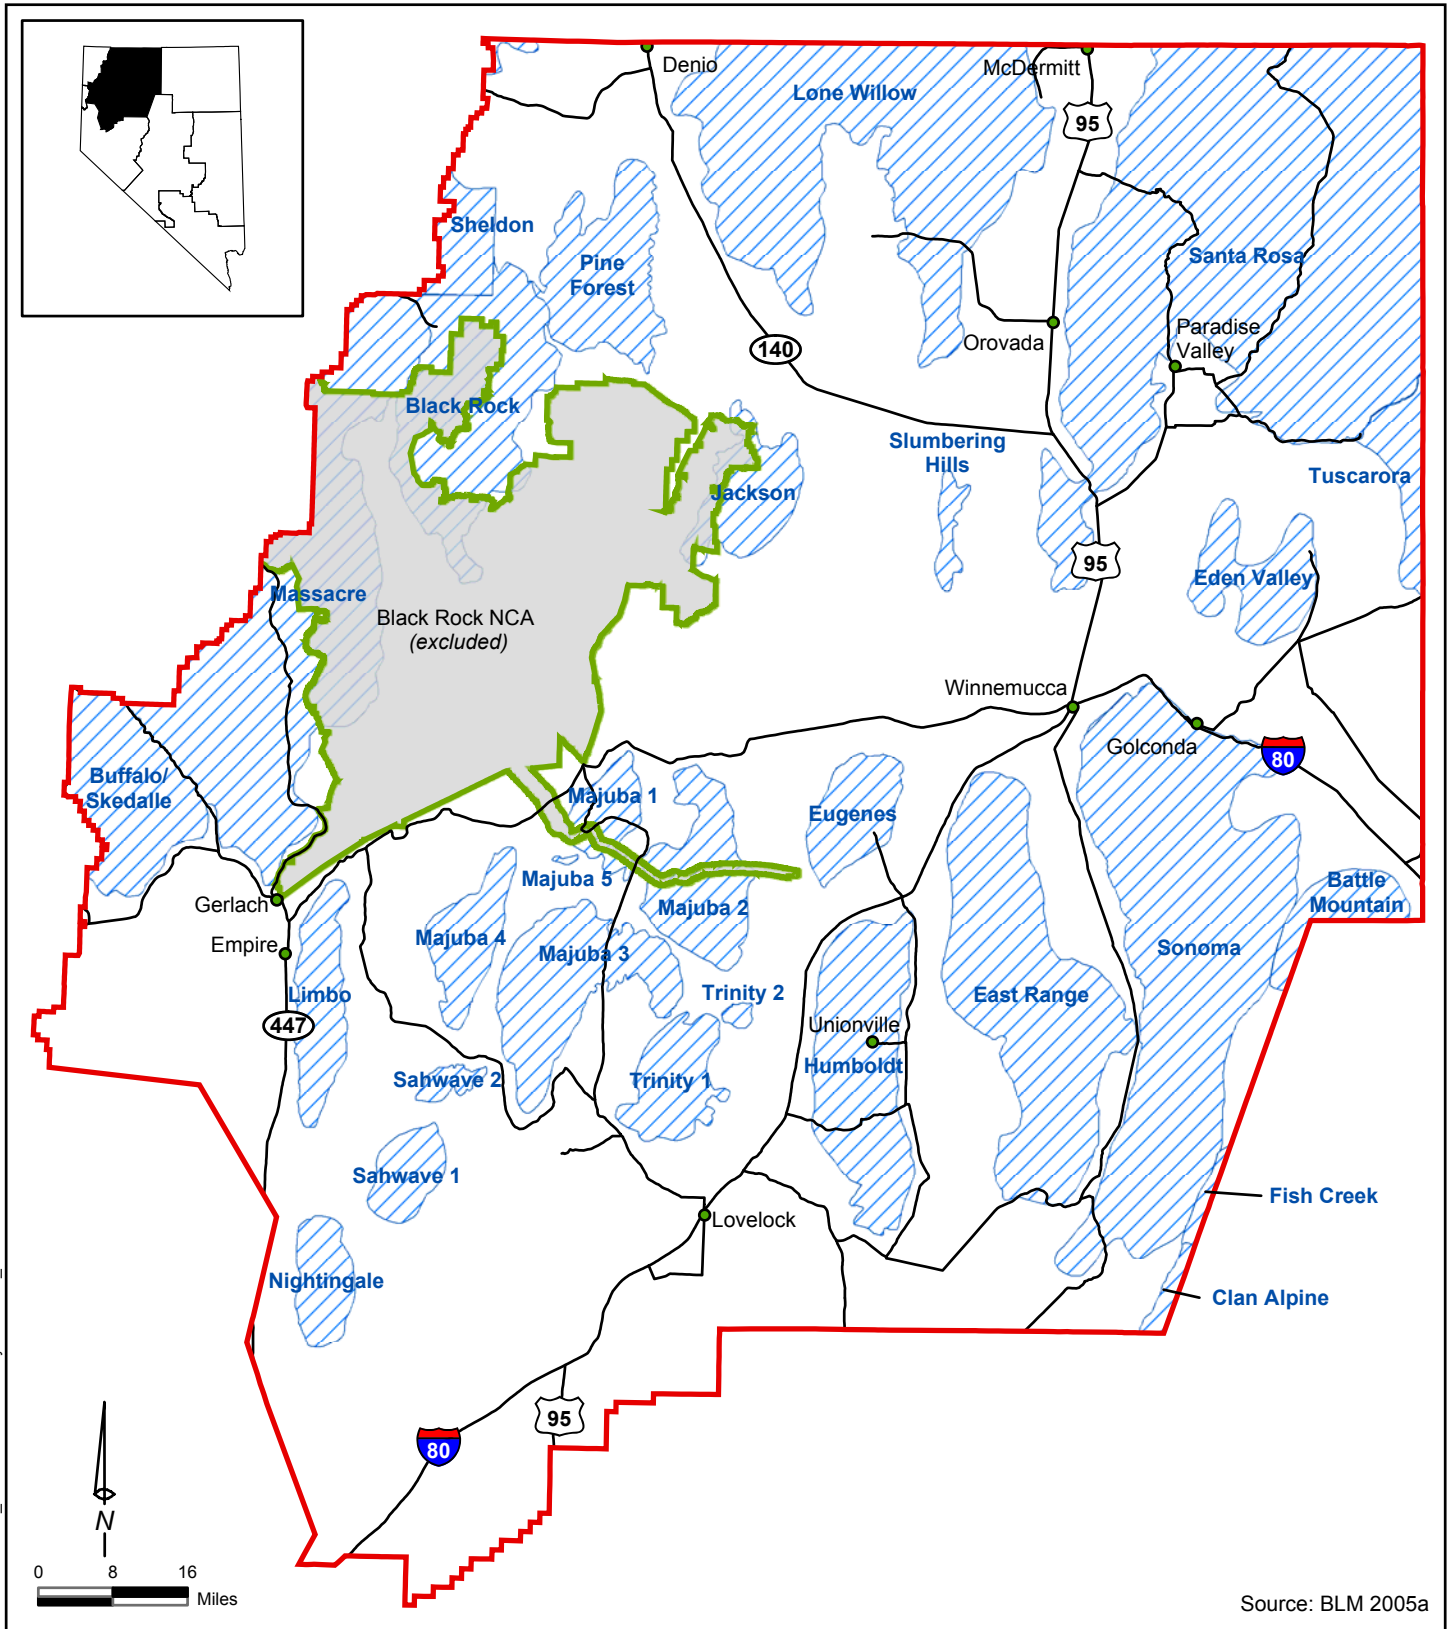 Denio
McDermitt
Lone Willow
95
Sheldon
Pine
Forest
Santa Rosa
Orovada
Paradise
Valley
140
Black Rock
Slumbering
Hills
Jackson
Tuscarora
95
Eden Valley
Massacre
Black Rock NCA
(excluded)
Winnemucca
Golconda
80
Buffalo/
Skedalle
Majuba 1
Eugenes
Majuba 5
Battle
Mountain
Gerlach
Majuba 2
Empire
Majuba 4
Majuba 3
Sonoma
Limbo
Trinity 2
East Range
447
Unionville
Humboldt
Sahwave 2
Trinity 1
Sahwave 1
Fish Creek
Lovelock
Nightingale
Clan Alpine
95
80
N
0 8 16
Miles
Source: BLM 2005a